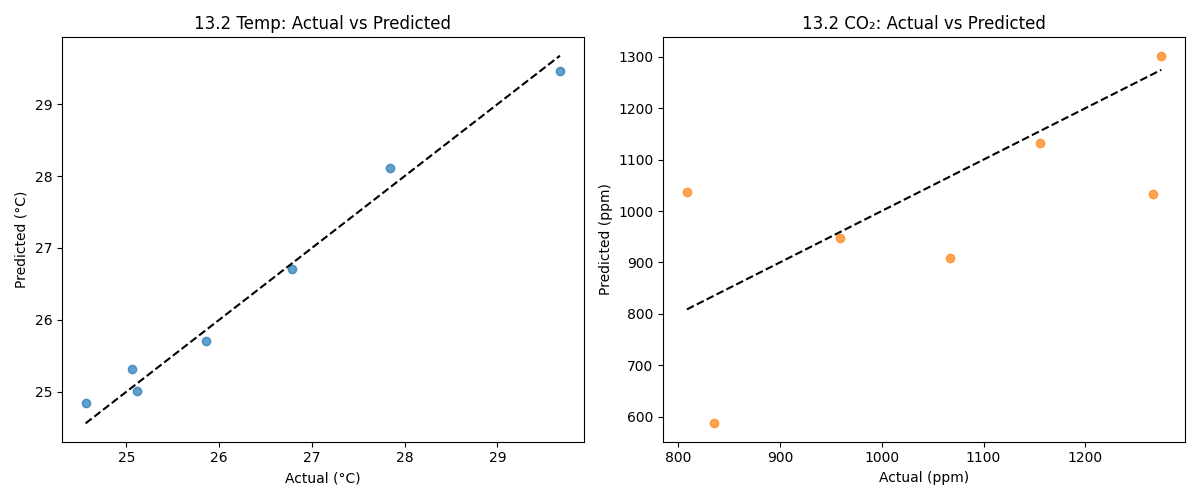 13.2 Temp: Actual vs Predicted
Predicted (°C)
29
28
27
26
25
25 26 27 28 29
Actual (°C)
13.2 CO₂: Actual vs Predicted
Predicted (ppm)
1300
1200
1100
1000
900
800
700
600
800 900 1000 1100 1200
Actual (ppm)